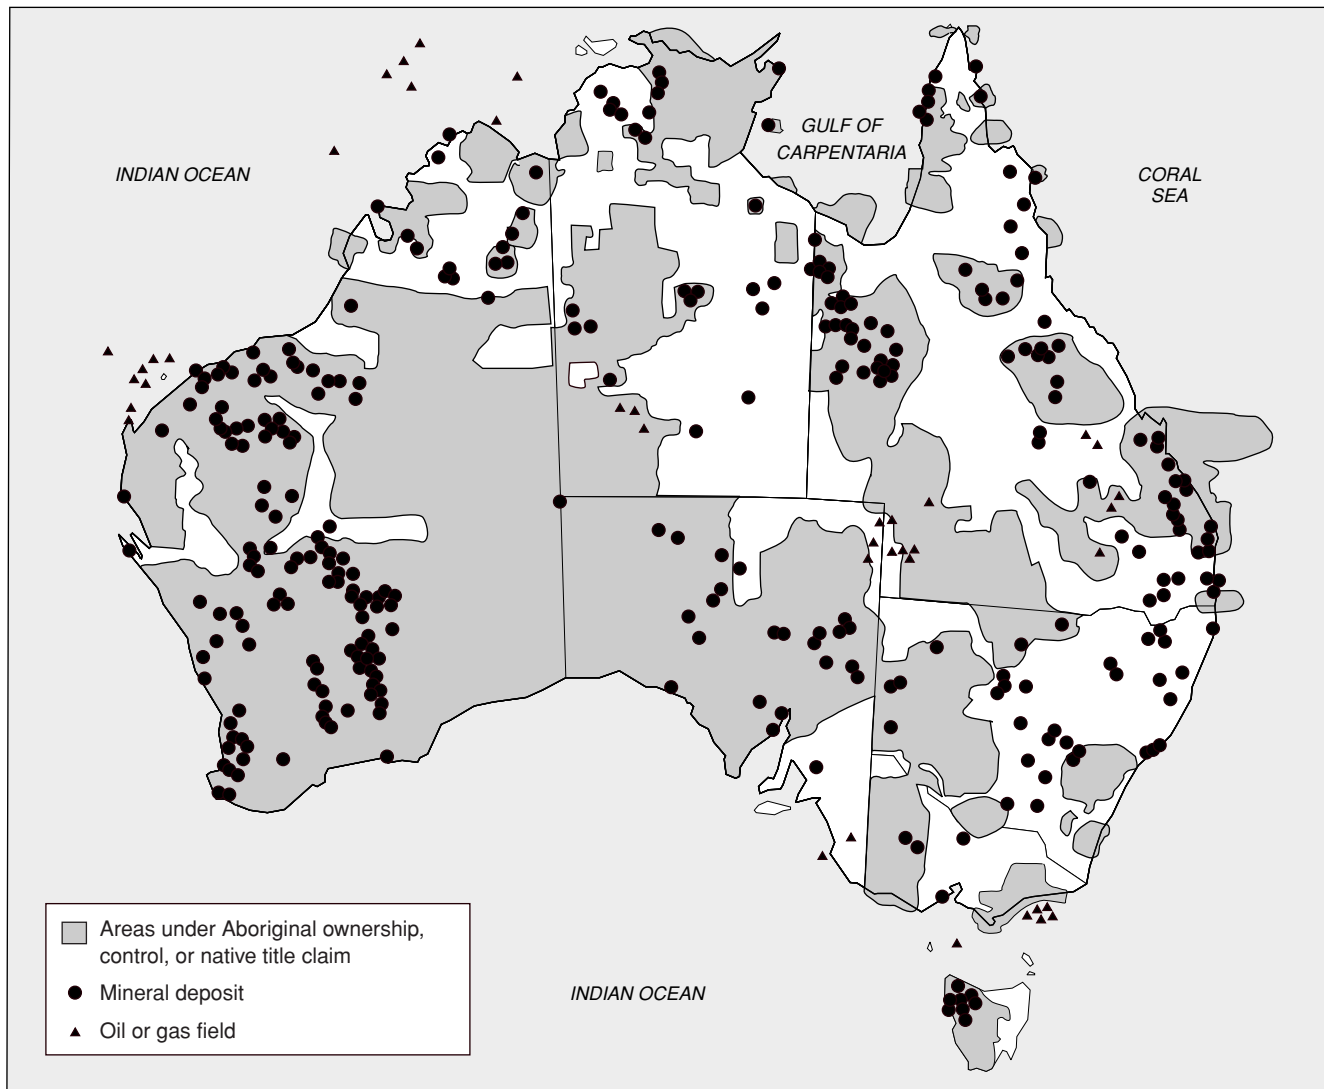 GULF OF
CARPENTARIA
INDIAN OCEAN
CORAL
SEA
Areas under Aboriginal ownership,
control, or native title claim
Mineral deposit
Oil or gas field
INDIAN OCEAN